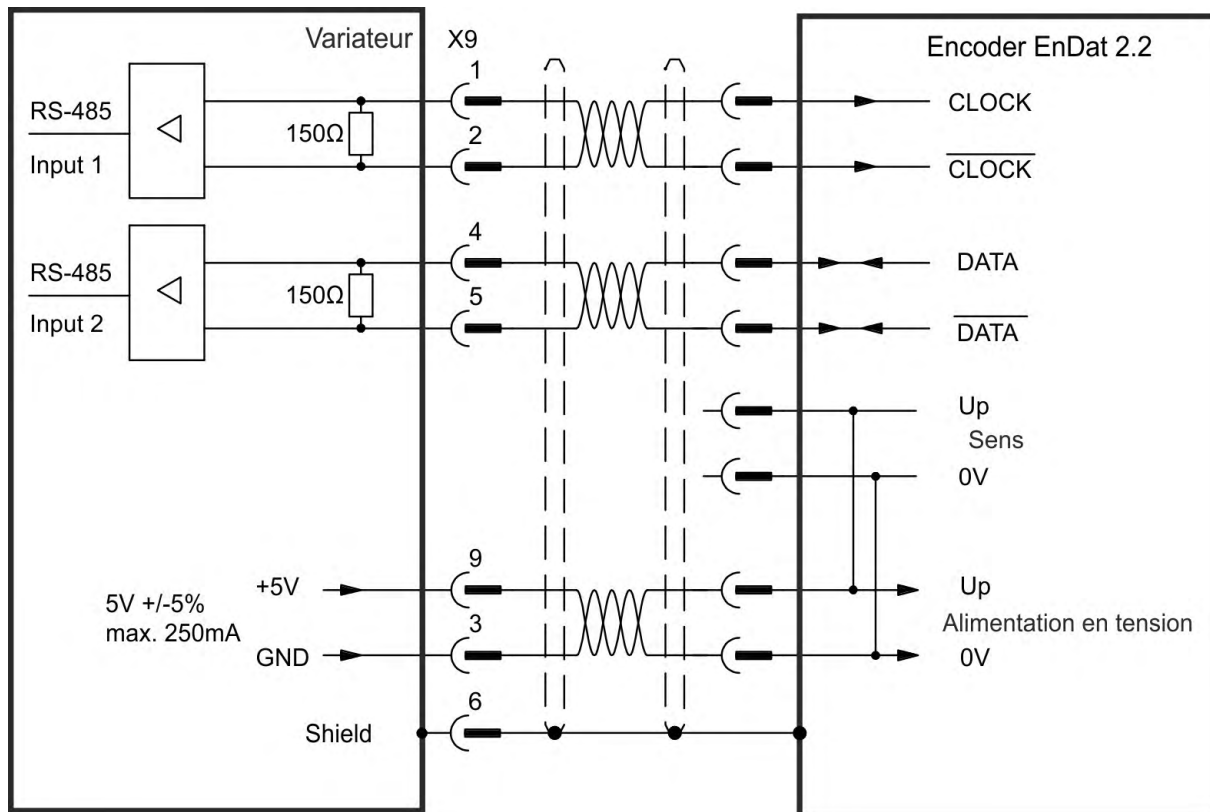 Variateur
X9
Encoder EnDat 2.2
1
RS-485
150Ω
CLOCK
2
Input 1
CLOCK
4
RS-485
150Ω
DATA
5
Input 2
DATA
Up
Sens
0V
9
+5V
Up
5V +/-5%
max. 250mA
Alimentation en tension
3
GND
0V
6
Shield